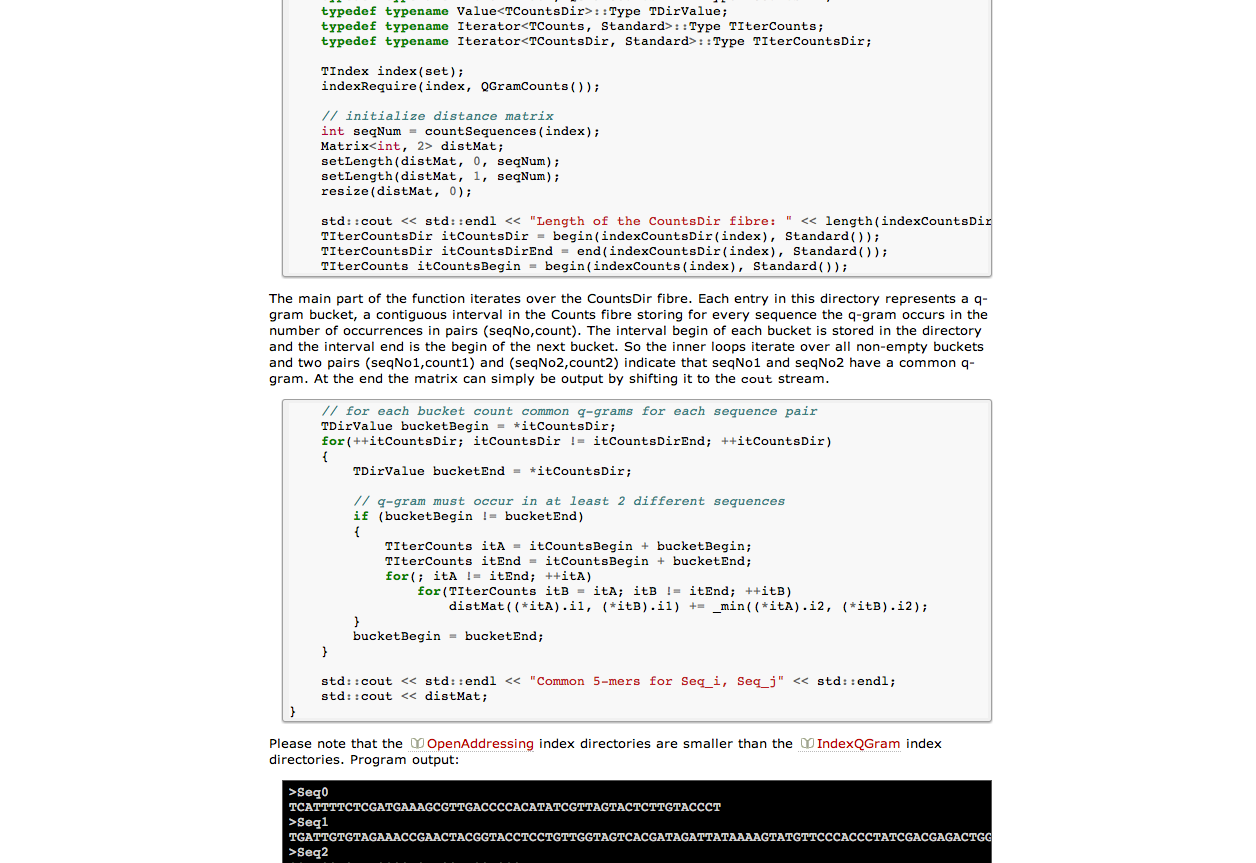 typedef typename Value<TCountsDir>::Type TDirValue;
typedef typename Iterator<TCounts, Standard>::Type TIterCounts;
typedef typename Iterator<TCountsDir, Standard>::Type TIterCountsDir;
TIndex index(set);
indexRequire(index, QGramCounts());
// initialize distance matrix
int seqNum = countSequences(index);
Matrix<int, 2> distMat;
setLength(distMat, 0, seqNum);
setLength(distMat, 1, seqNum);
resize(distMat, 0);
std::cout << std::endl << "Length of the CountsDir fibre: " << length(indexCountsDir
TIterCountsDir itCountsDir = begin(indexCountsDir(index), Standard());
TIterCountsDir itCountsDirEnd = end(indexCountsDir(index), Standard());
TIterCounts itCountsBegin = begin(indexCounts(index), Standard());
The main part of the function iterates over the CountsDir fibre. Each entry in this directory represents a q-
gram bucket, a contiguous interval in the Counts fibre storing for every sequence the q-gram occurs in the
number of occurrences in pairs (seqNo,count). The interval begin of each bucket is stored in the directory
and the interval end is the begin of the next bucket. So the inner loops iterate over all non-empty buckets
and two pairs (seqNo1,count1) and (seqNo2,count2) indicate that seqNo1 and seqNo2 have a common q-
gram. At the end the matrix can simply be output by shifting it to the cout stream.
// for each bucket count common q-grams for each sequence pair
TDirValue bucketBegin = *itCountsDir;
for(++itCountsDir; itCountsDir != itCountsDirEnd; ++itCountsDir)
{
TDirValue bucketEnd = *itCountsDir;
// q-gram must occur in at least 2 different sequences
if (bucketBegin != bucketEnd)
{
TIterCounts itA = itCountsBegin + bucketBegin;
TIterCounts itEnd = itCountsBegin + bucketEnd;
for(; itA != itEnd; ++itA)
for(TIterCounts itB = itA; itB != itEnd; ++itB)
distMat((*itA).i1, (*itB).i1) += _min((*itA).i2, (*itB).i2);
}
bucketBegin = bucketEnd;
}
std::cout << std::endl << "Common 5-mers for Seq_i, Seq_j" << std::endl;
std::cout << distMat;
}
Please note that the OpenAddressing index directories are smaller than the IndexQGram index
directories. Program output:
>Seq0
TCATTTTCTCGATGAAAGCGTTGACCCCACATATCGTTAGTACTCTTGTACCCT
>Seq1
TGATTGTGTAGAAACCGAACTACGGTACCTCCTGTTGGTAGTCACGATAGATTATAAAAGTATGTTCCCACCCTATCGACGAGACTGG
>Seq2